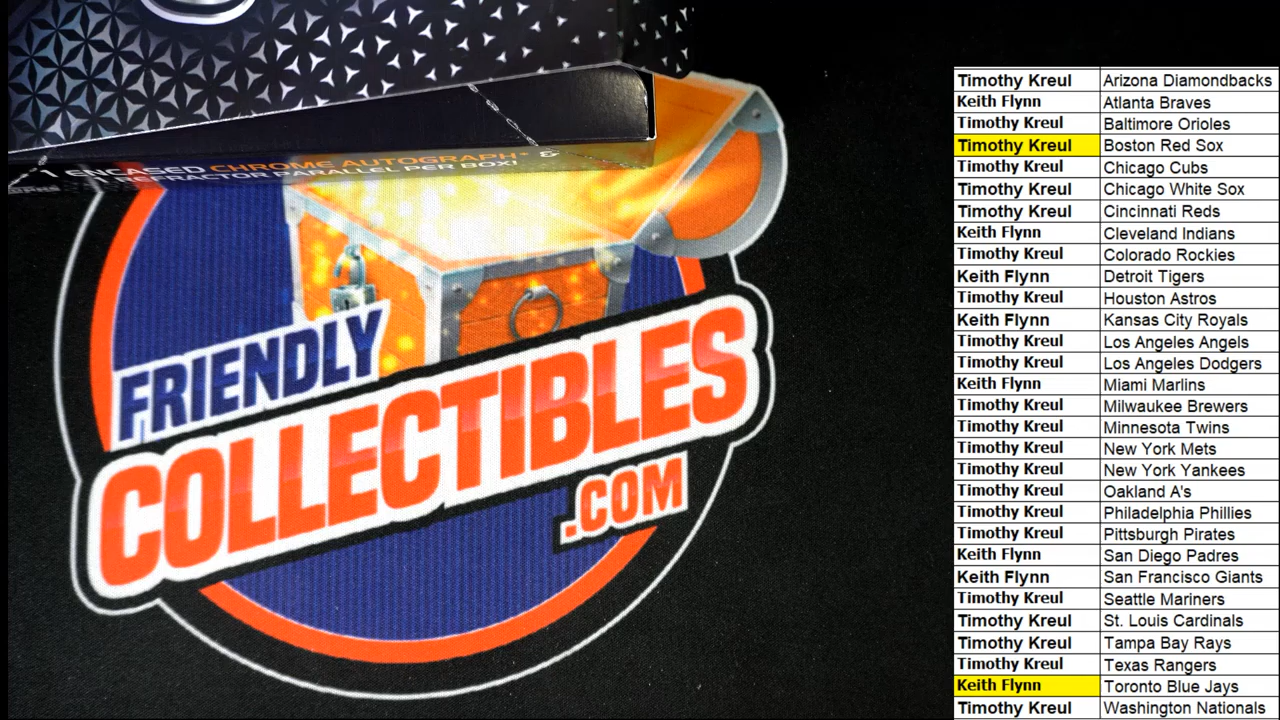 1 ENCASED CHROME AUTOGRAPH* &
1 REFRACTOR PARALLEL PER BOX!
FRIENDLY
COLLECTIBLES
.COM
Timothy Kreul Arizona Diamondbacks
Keith Flynn Atlanta Braves
Timothy Kreul Baltimore Orioles
Timothy Kreul Boston Red Sox
Timothy Kreul Chicago Cubs
Timothy Kreul Chicago White Sox
Timothy Kreul Cincinnati Reds
Keith Flynn Cleveland Indians
Timothy Kreul Colorado Rockies
Keith Flynn Detroit Tigers
Timothy Kreul Houston Astros
Keith Flynn Kansas City Royals
Timothy Kreul Los Angeles Angels
Timothy Kreul Los Angeles Dodgers
Keith Flynn Miami Marlins
Timothy Kreul Milwaukee Brewers
Timothy Kreul Minnesota Twins
Timothy Kreul New York Mets
Timothy Kreul New York Yankees
Timothy Kreul Oakland A's
Timothy Kreul Philadelphia Phillies
Timothy Kreul Pittsburgh Pirates
Keith Flynn San Diego Padres
Keith Flynn San Francisco Giants
Timothy Kreul Seattle Mariners
Timothy Kreul St. Louis Cardinals
Timothy Kreul Tampa Bay Rays
Timothy Kreul Texas Rangers
Keith Flynn Toronto Blue Jays
Timothy Kreul Washington Nationals